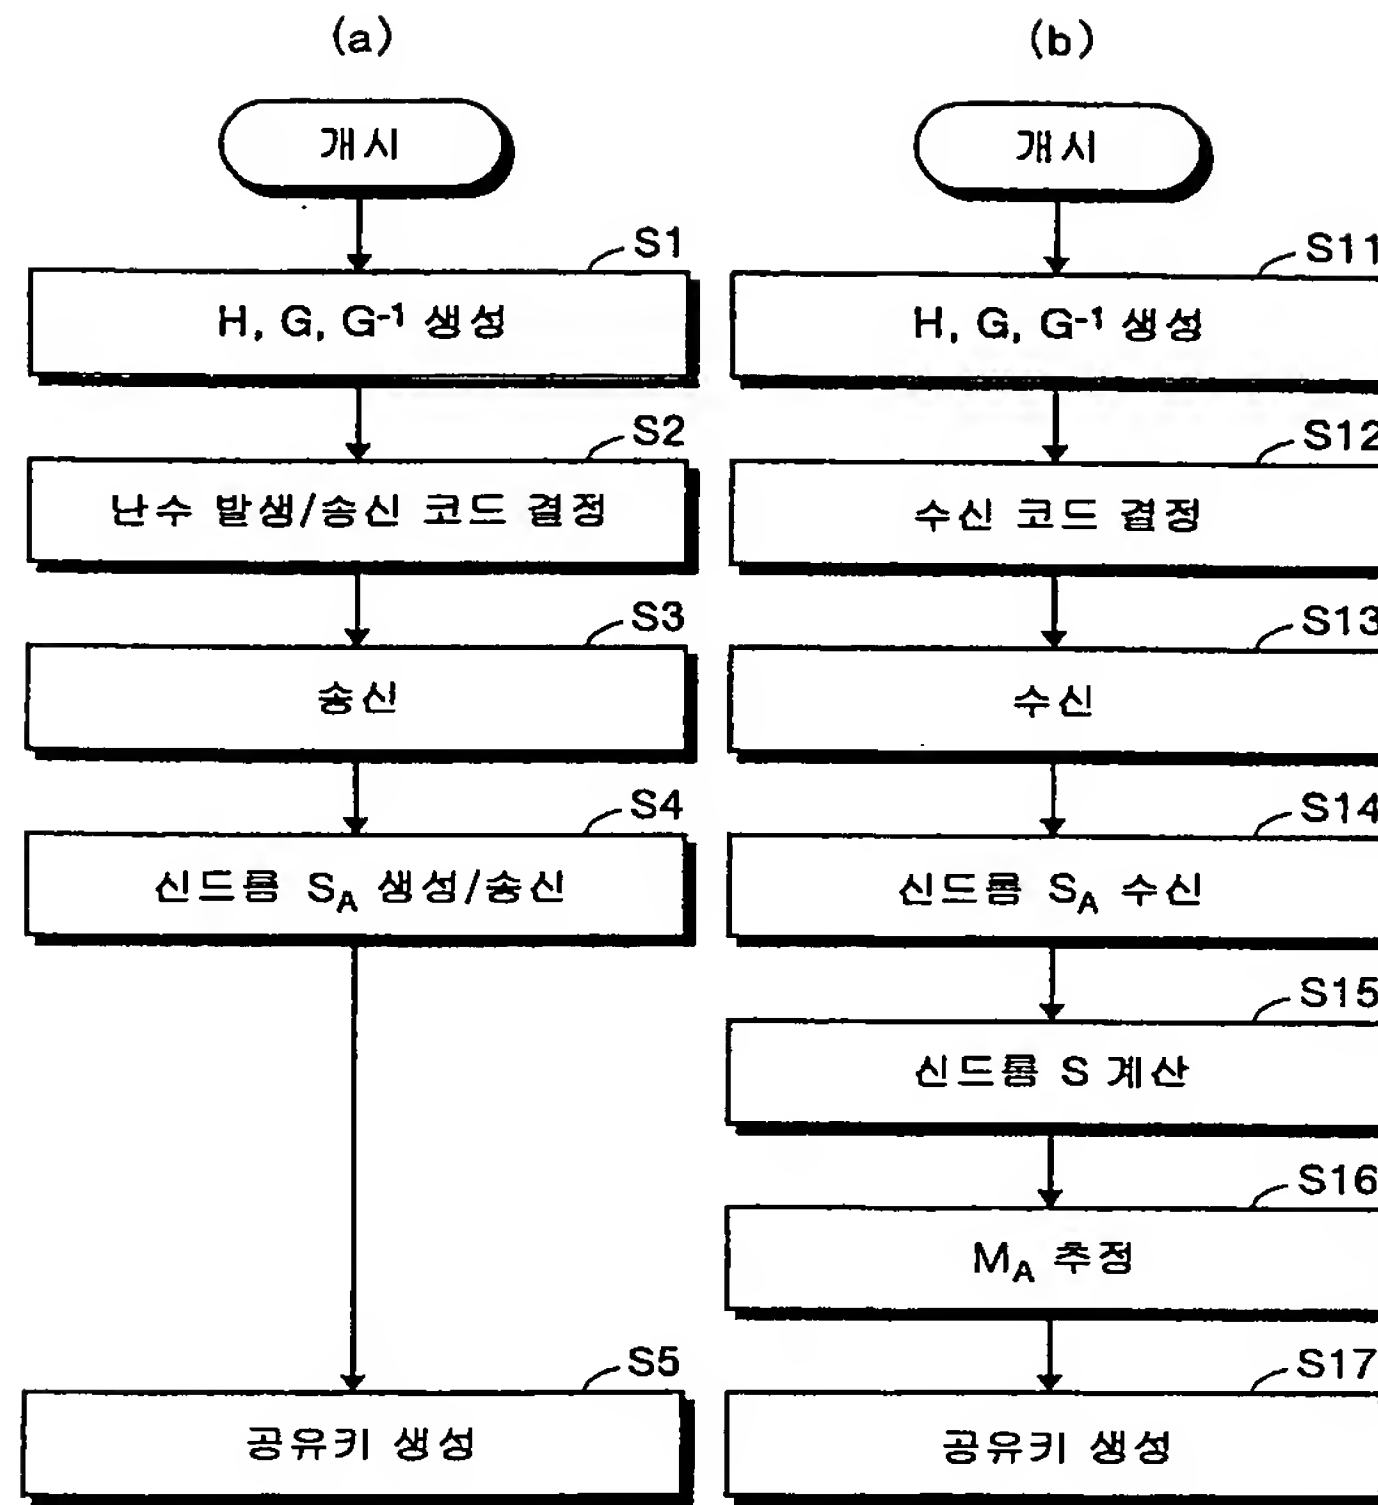 (a)
개시
S1
H, G, G⁻¹ 생성
S2
난수 발생/송신 코드 결정
S3
송신
S4
신드롬 S_A 생성/송신
S5
공유키 생성
(b)
개시
S11
H, G, G⁻¹ 생성
S12
수신 코드 결정
S13
수신
S14
신드롬 S_A 수신
S15
신드롬 S 계산
S16
M_A 추정
S17
공유키 생성